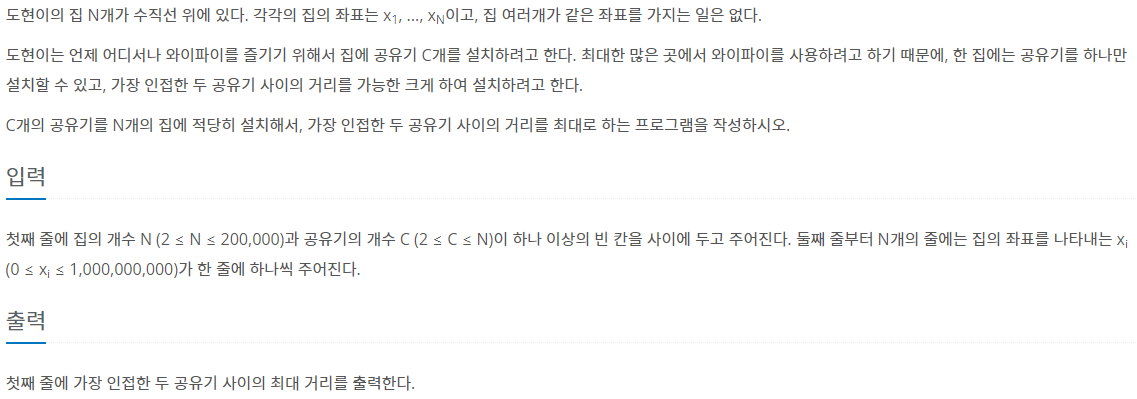 도현이의 집 N개가 수직선 위에 있다. 각각의 집의 좌표는 x1, ..., xN이고, 집 여러개가 같은 좌표를 가지는 일은 없다.
도현이는 언제 어디서나 와이파이를 즐기기 위해서 집에 공유기 C개를 설치하려고 한다. 최대한 많은 곳에서 와이파이를 사용하려고 하기 때문에, 한 집에는 공유기를 하나만
설치할 수 있고, 가장 인접한 두 공유기 사이의 거리를 가능한 크게 하여 설치하려고 한다.
C개의 공유기를 N개의 집에 적당히 설치해서, 가장 인접한 두 공유기 사이의 거리를 최대로 하는 프로그램을 작성하시오.
입력
첫째 줄에 집의 개수 N (2 ≤ N ≤ 200,000)과 공유기의 개수 C (2 ≤ C ≤ N)이 하나 이상의 빈 칸을 사이에 두고 주어진다. 둘째 줄부터 N개의 줄에는 집의 좌표를 나타내는 xi
(0 ≤ xi ≤ 1,000,000,000)가 한 줄에 하나씩 주어진다.
출력
첫째 줄에 가장 인접한 두 공유기 사이의 최대 거리를 출력한다.